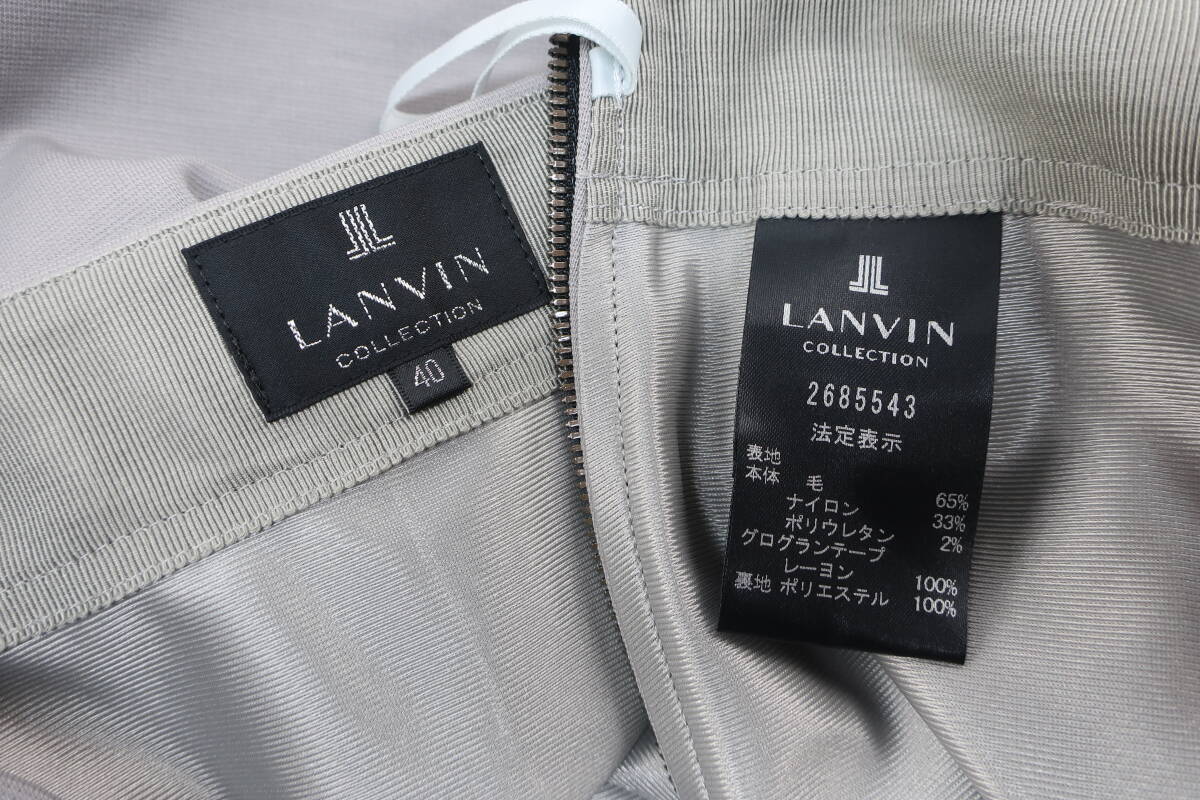 LANVIN
COLLECTION
40
LANVIN
COLLECTION
2685543
法定表示
表地
本体 毛 65%
ナイロン 33%
ポリウレタン 2%
グログランテープ
レーヨン 100%
裏地 ポリエステル 100%